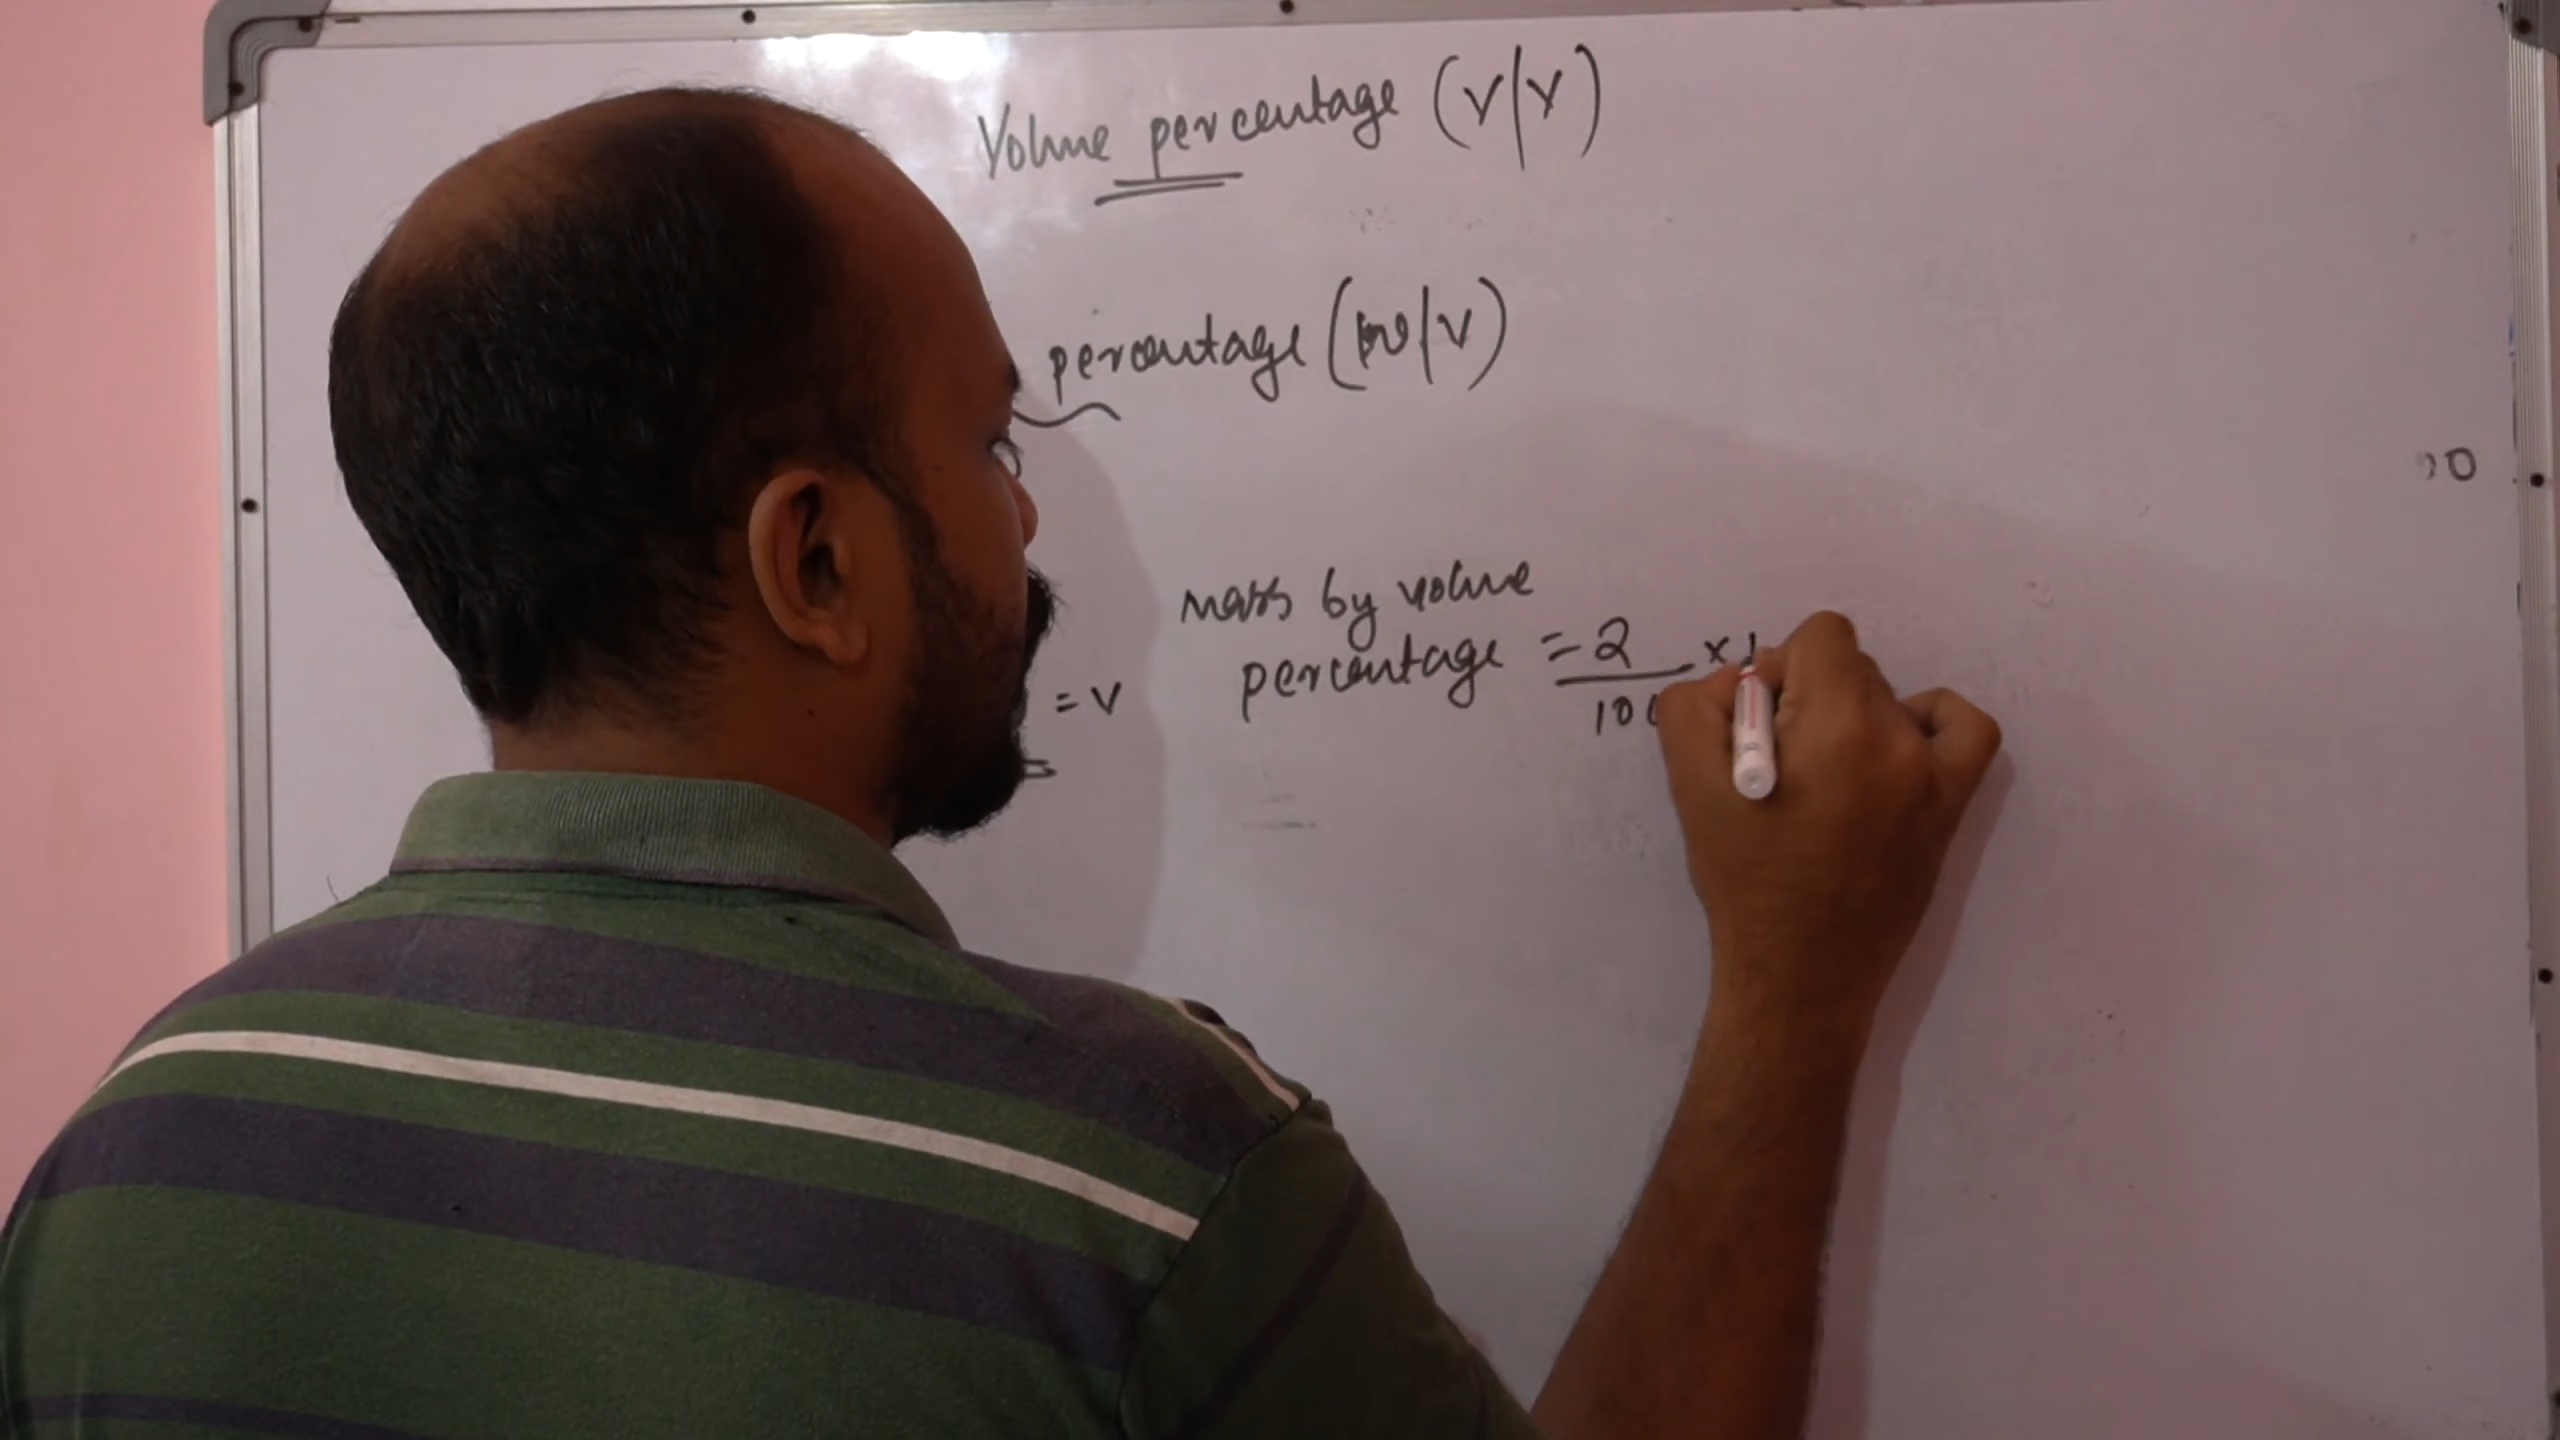 Volume percentage (V/V)
percentage (W/V)
mass by volume
percentage = 2/10 ×
= V